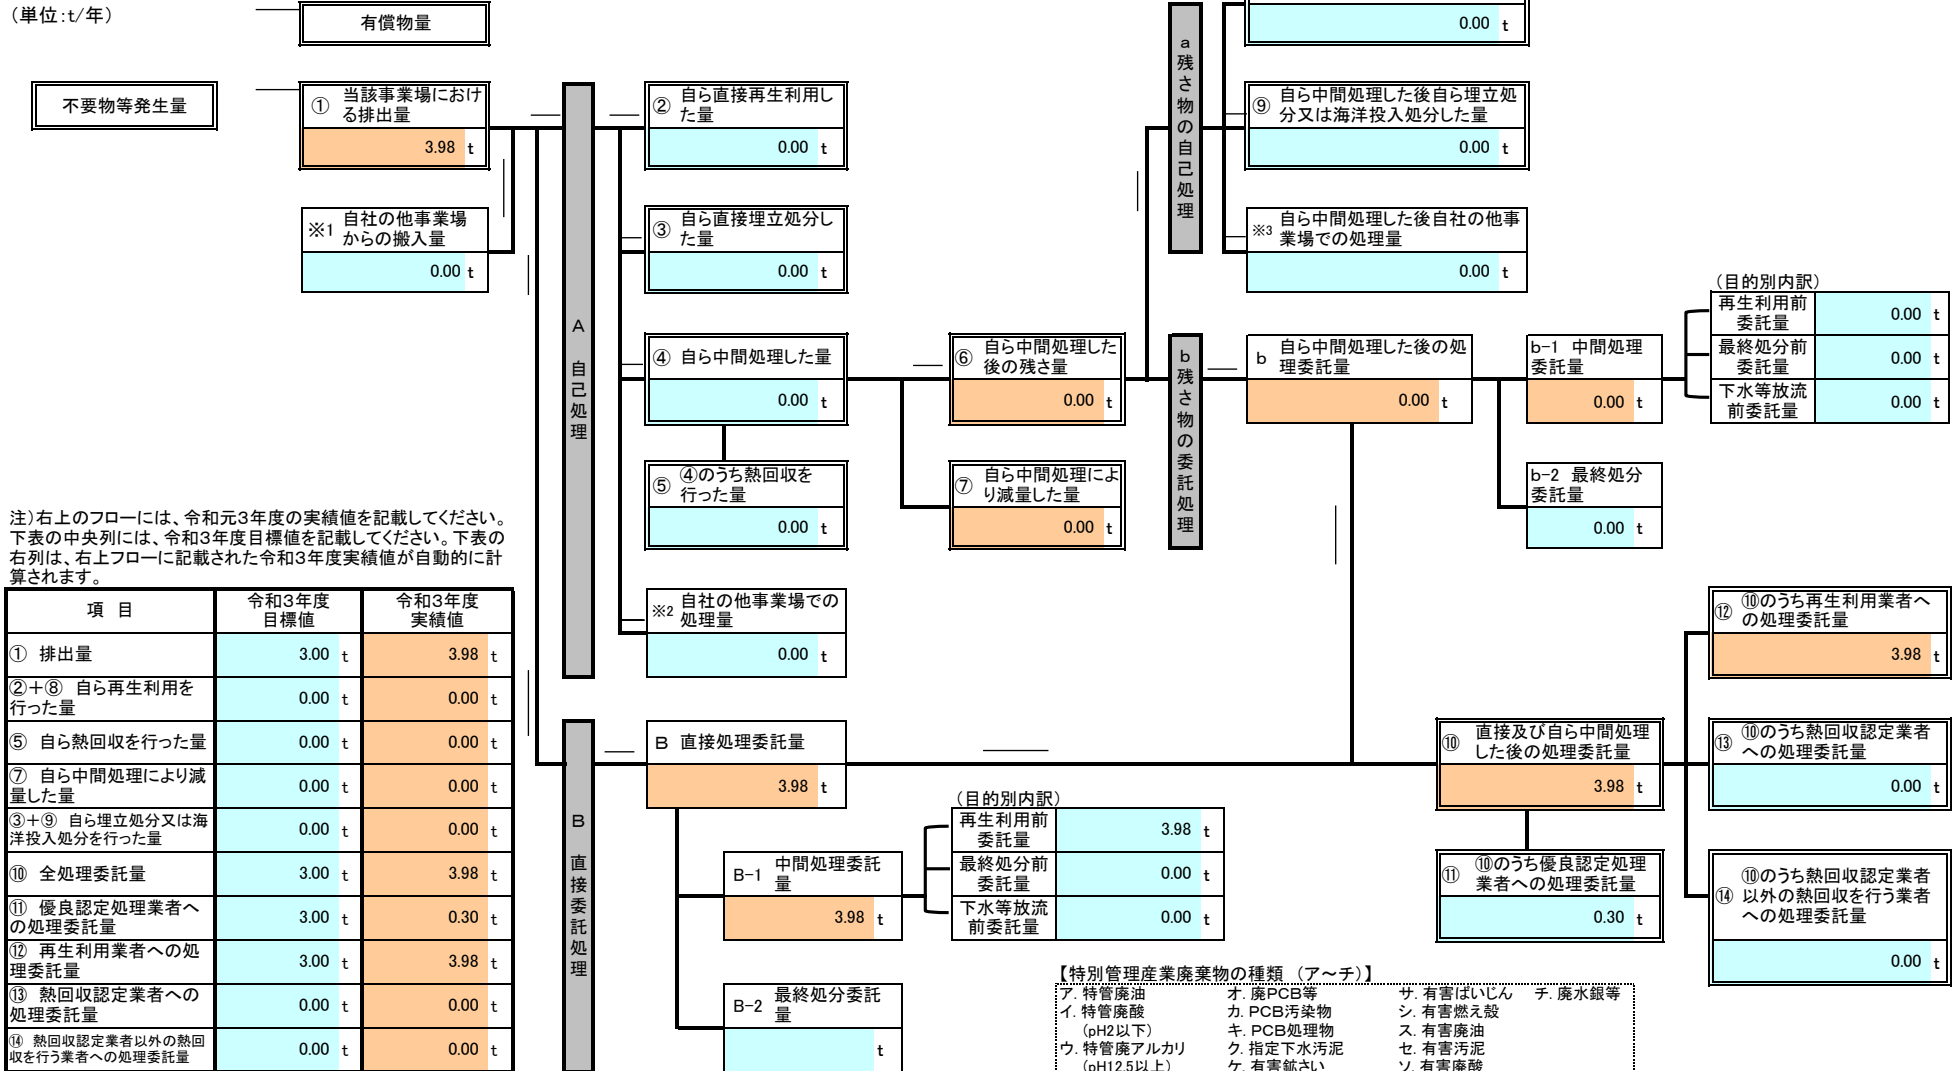 (単位:t/年)
有償物量
不要物等発生量
① 当該事業場におけ
る排出量
3.98 t
※1 自社の他事業場
からの搬入量
0.00 t
A 自己処理
② 自ら直接再生利用し
た量
0.00 t
③ 自ら直接埋立処分し
た量
0.00 t
④ 自ら中間処理した量
0.00 t
⑤ ④のうち熱回収を
行った量
0.00 t
※2 自社の他事業場での
処理量
0.00 t
⑥ 自ら中間処理した
後の残さ量
0.00 t
⑦ 自ら中間処理によ
り減量した量
0.00 t
a残さ物の自己処理
0.00 t
⑨ 自ら中間処理した後自ら埋立処
分又は海洋投入処分した量
0.00 t
※3 自ら中間処理した後自社の他事
業場での処理量
0.00 t
b残さ物の委託処理
b 自ら中間処理した後の処
理委託量
0.00 t
b-1 中間処理
委託量
0.00 t
b-2 最終処分
委託量
0.00 t
(目的別内訳)
再生利用前
委託量
0.00 t
最終処分前
委託量
0.00 t
下水等放流
前委託量
0.00 t
注)右上のフローには、令和元3年度の実績値を記載してください。
下表の中央列には、令和3年度目標値を記載してください。下表の
右列は、右上フローに記載された令和3年度実績値が自動的に計
算されます。
項 目
令和3年度
目標値
令和3年度
実績値
① 排出量 3.00 t 3.98 t
②+⑧ 自ら再生利用を
行った量
0.00 t 0.00 t
⑤ 自ら熱回収を行った量 0.00 t 0.00 t
⑦ 自ら中間処理により減
量した量
0.00 t 0.00 t
③+⑨ 自ら埋立処分又は海
洋投入処分を行った量
0.00 t 0.00 t
⑩ 全処理委託量 3.00 t 3.98 t
⑪ 優良認定処理業者へ
の処理委託量
3.00 t 0.30 t
⑫ 再生利用業者への処
理委託量
3.00 t 3.98 t
⑬ 熱回収認定業者への
処理委託量
0.00 t 0.00 t
⑭ 熱回収認定業者以外の熱回
収を行う業者への処理委託量
0.00 t 0.00 t
B 直接委託処理
B 直接処理委託量
3.98 t
B-1 中間処理委託
量
3.98 t
B-2 最終処分委託
量
t
(目的別内訳)
再生利用前
委託量
3.98 t
最終処分前
委託量
0.00 t
下水等放流
前委託量
0.00 t
⑩ 直接及び自ら中間処理
した後の処理委託量
3.98 t
⑪ ⑩のうち優良認定処理
業者への処理委託量
0.30 t
⑫ ⑩のうち再生利用業者へ
の処理委託量
3.98 t
⑬ ⑩のうち熱回収認定業者
への処理委託量
0.00 t
⑭ ⑩のうち熱回収認定業者
以外の熱回収を行う業者
への処理委託量
0.00 t
【特別管理産業廃棄物の種類 (ア~チ)】
ア. 特管廃油 オ. 廃PCB等 サ. 有害ばいじん チ. 廃水銀等
イ. 特管廃酸 カ. PCB汚染物 シ. 有害燃え殻
(pH2以下) キ. PCB処理物 ス. 有害廃油
ウ. 特管廃アルカリ ク. 指定下水汚泥 セ. 有害汚泥
(pH12.5以上) ケ. 有害鉱さい ソ. 有害廃酸